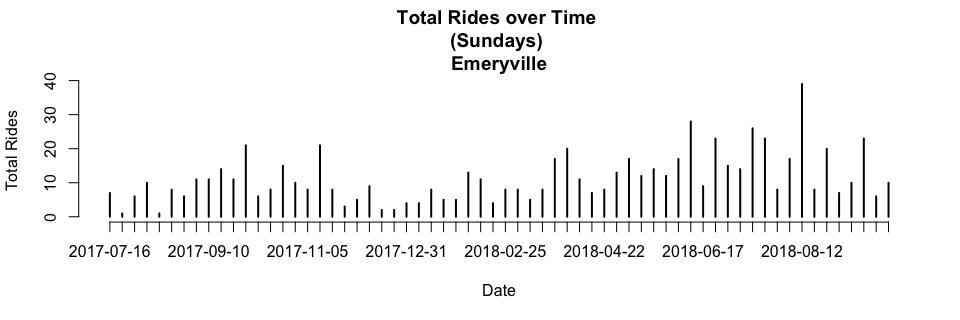 Total Rides over Time
(Sundays)
Emeryville
Total Rides
40
30
20
10
0
2017-07-16 2017-09-10 2017-11-05 2017-12-31 2018-02-25 2018-04-22 2018-06-17 2018-08-12
Date